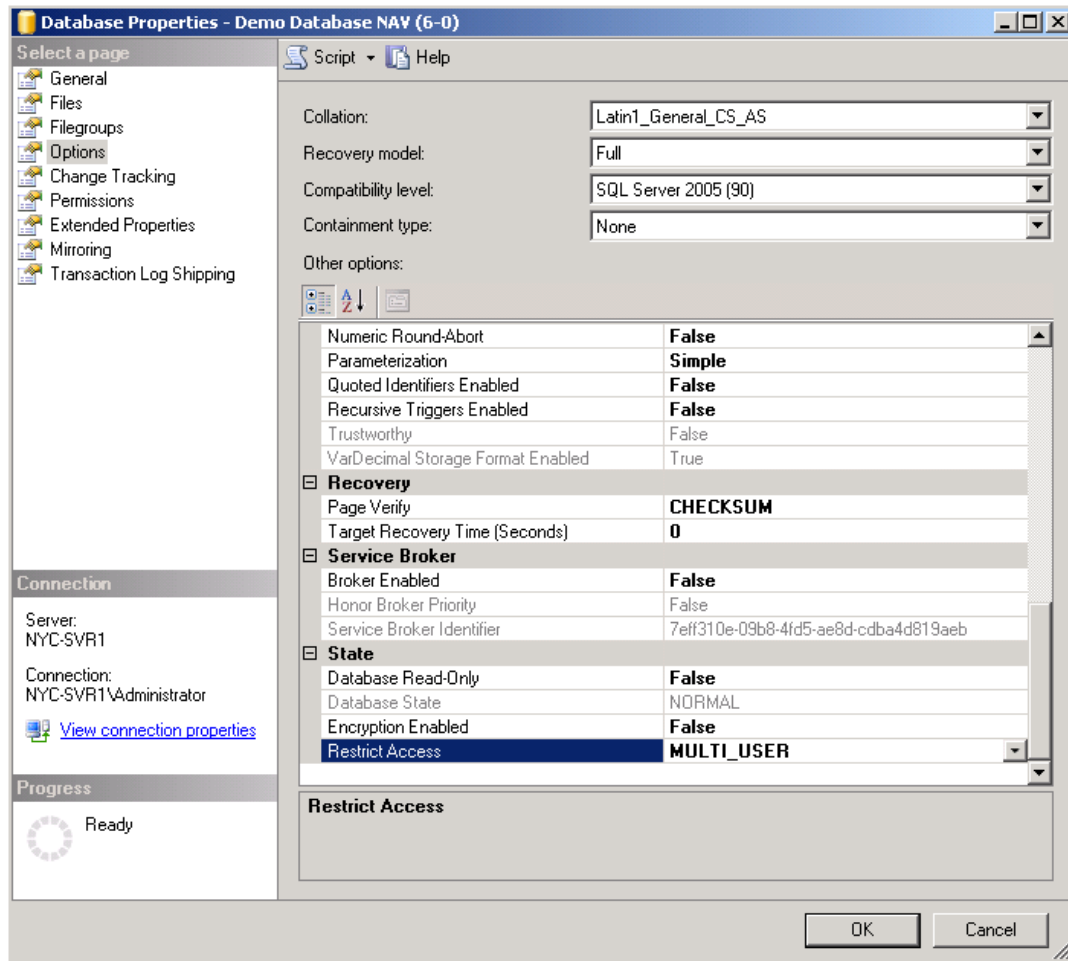 Database Properties - Demo Database NAV (6-0)
Select a page
General
Files
Filegroups
Options
Change Tracking
Permissions
Extended Properties
Mirroring
Transaction Log Shipping
Connection
Server:
NYC-SVR1
Connection:
NYC-SVR1\Administrator
View connection properties
Progress
Ready
Script Help
Collation: Latin1_General_CS_AS
Recovery model: Full
Compatibility level: SQL Server 2005 (90)
Containment type: None
Other options:
Numeric Round-Abort False
Parameterization Simple
Quoted Identifiers Enabled False
Recursive Triggers Enabled False
Trustworthy False
VarDecimal Storage Format Enabled True
Recovery
Page Verify CHECKSUM
Target Recovery Time (Seconds) 0
Service Broker
Broker Enabled False
Honor Broker Priority False
Service Broker Identifier 7eff310e-09b8-4fd5-ae8d-cdba4d819aeb
State
Database Read-Only False
Database State NORMAL
Encryption Enabled False
Restrict Access MULTI_USER
Restrict Access
OK Cancel